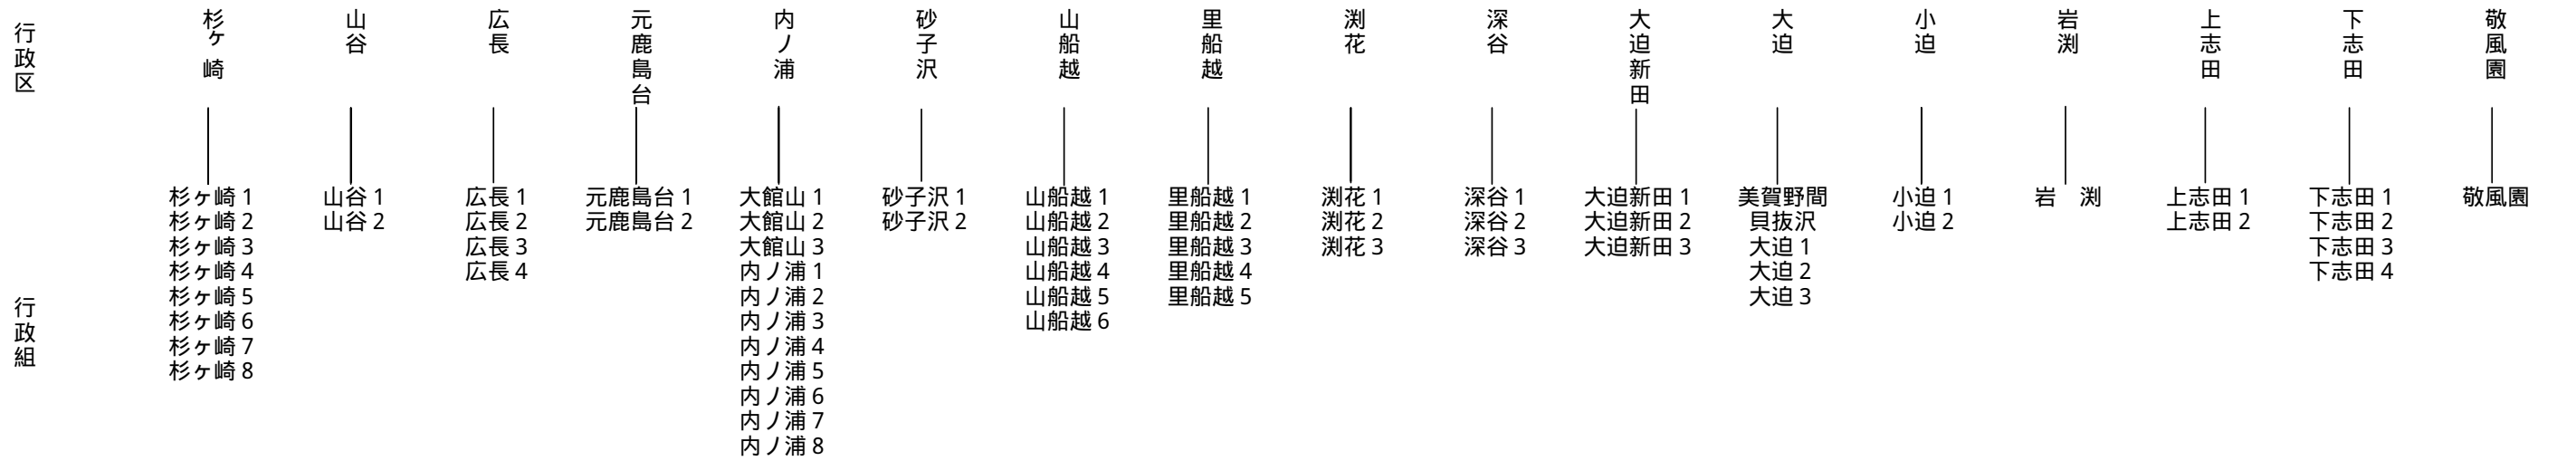 行政区
杉ヶ崎
山谷
広長
元鹿島台
内ノ浦
砂子沢
山船越
里船越
渕花
深谷
大迫新田
大迫
小迫
岩渕
上志田
下志田
敬風園
行政組
杉ヶ崎1
杉ヶ崎2
杉ヶ崎3
杉ヶ崎4
杉ヶ崎5
杉ヶ崎6
杉ヶ崎7
杉ヶ崎8
山谷1
山谷2
広長1
広長2
広長3
広長4
元鹿島台1
元鹿島台2
大館山1
大館山2
大館山3
内ノ浦1
内ノ浦2
内ノ浦3
内ノ浦4
内ノ浦5
内ノ浦6
内ノ浦7
内ノ浦8
砂子沢1
砂子沢2
山船越1
山船越2
山船越3
山船越4
山船越5
山船越6
里船越1
里船越2
里船越3
里船越4
里船越5
渕花1
渕花2
渕花3
深谷1
深谷2
深谷3
大迫新田1
大迫新田2
大迫新田3
美賀野間
貝抜沢
大迫1
大迫2
大迫3
小迫1
小迫2
岩　渕
上志田1
上志田2
下志田1
下志田2
下志田3
下志田4
敬風園